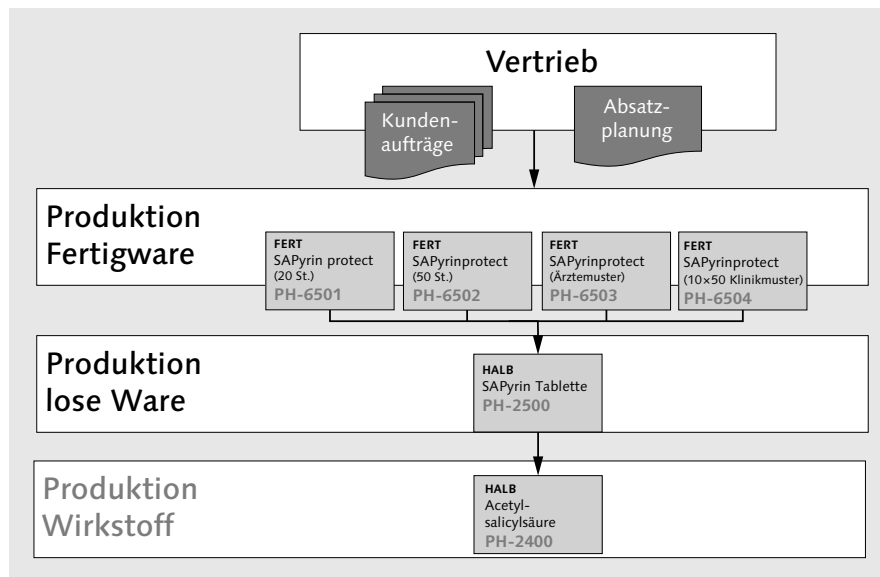 Vertrieb
Kunden-
aufträge
Absatz-
planung
Produktion
Fertigware
FERT
SAPyrin protect
(20 St.)
PH-6501
FERT
SAPyrinprotect
(50 St.)
PH-6502
FERT
SAPyrinprotect
(Ärztemuster)
PH-6503
FERT
SAPyrinprotect
(10×50 Klinikmuster)
PH-6504
Produktion
lose Ware
HALB
SAPyrin Tablette
PH-2500
Produktion
Wirkstoff
HALB
Acetyl-
salicylsäure
PH-2400